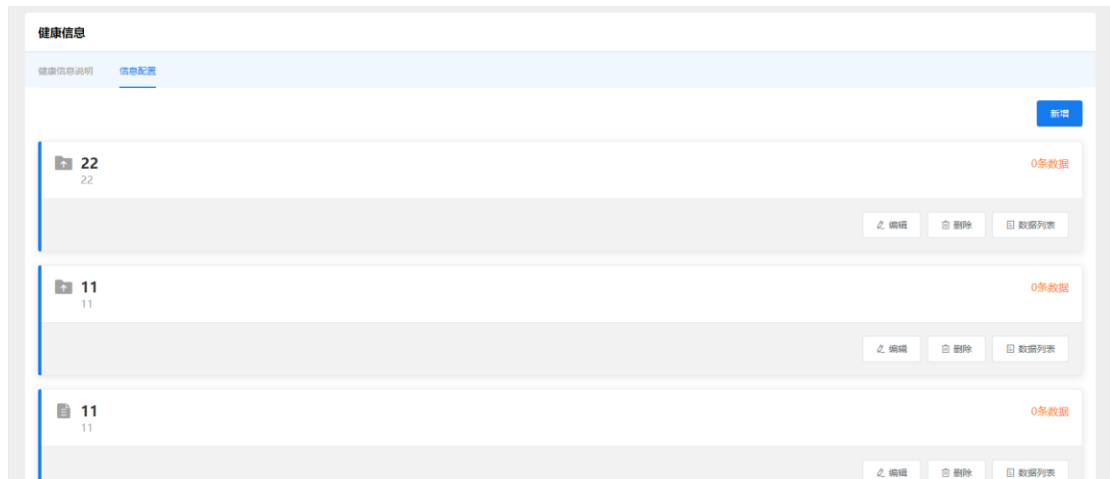 健康信息
健康信息说明 信息配置
新增
22 0条数据
22
编辑 删除 数据列表
11 0条数据
11
编辑 删除 数据列表
11 0条数据
11
编辑 删除 数据列表